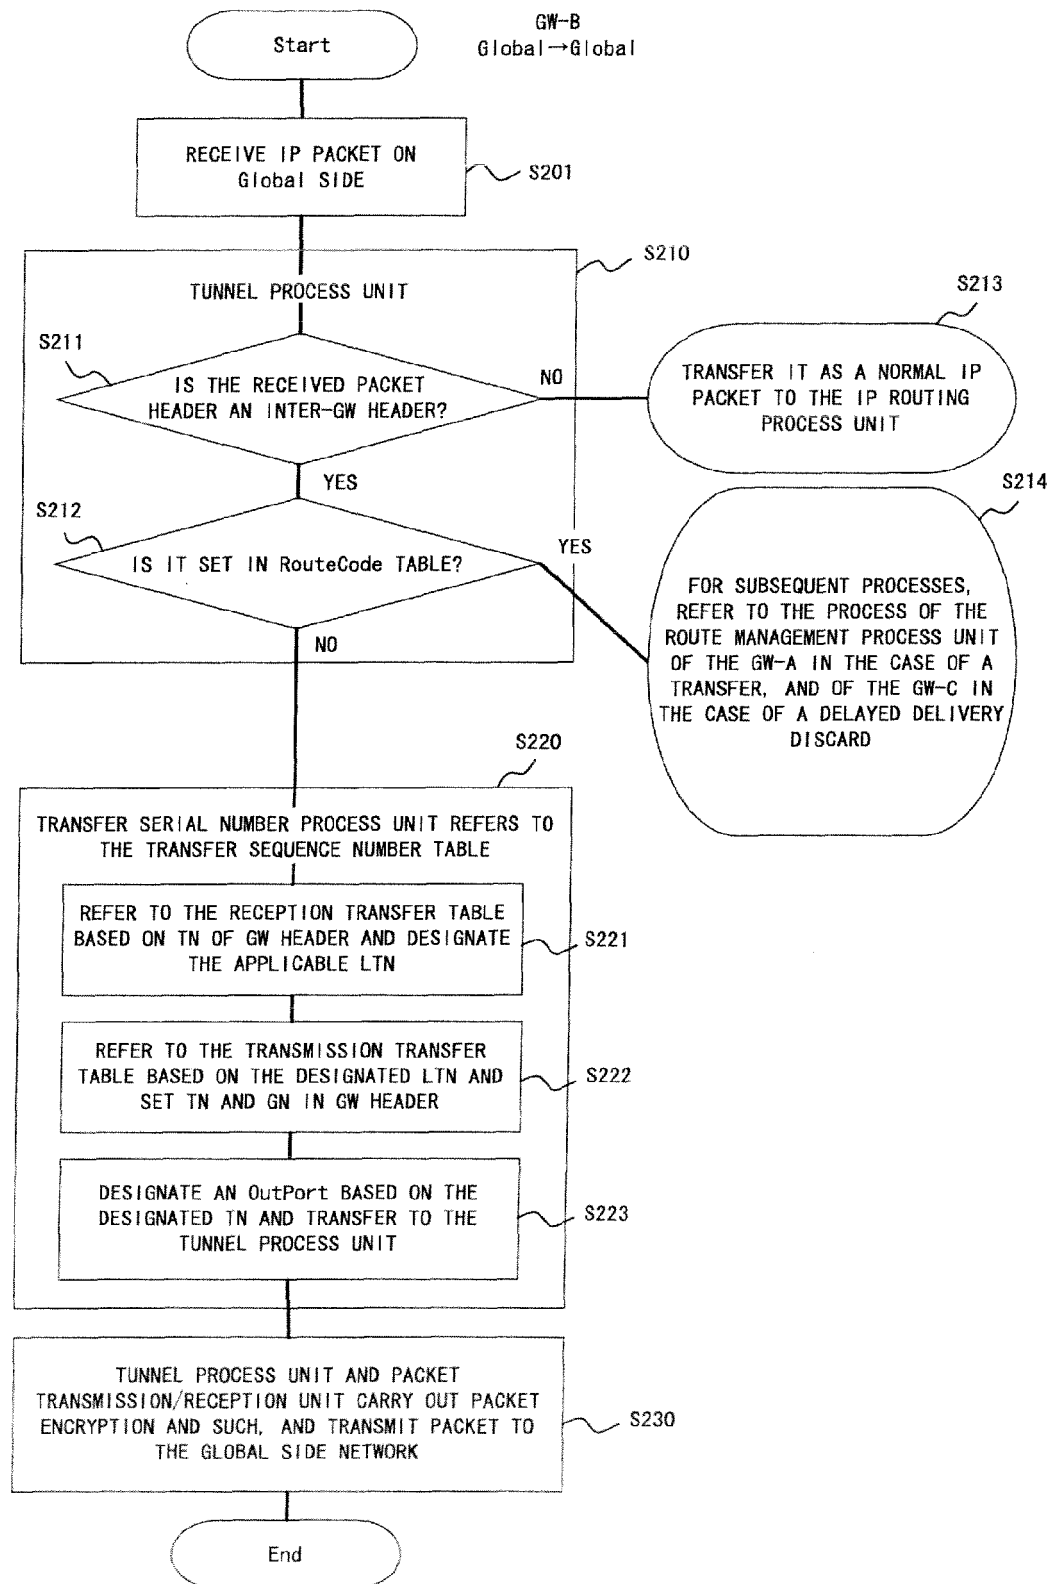 GW-B
Global→Global
Start
RECEIVE IP PACKET ON
Global SIDE
S201
S210
TUNNEL PROCESS UNIT
S211
IS THE RECEIVED PACKET
HEADER AN INTER-GW HEADER?
NO
S213
TRANSFER IT AS A NORMAL IP
PACKET TO THE IP ROUTING
PROCESS UNIT
YES
S212
IS IT SET IN RouteCode TABLE?
YES
S214
FOR SUBSEQUENT PROCESSES,
REFER TO THE PROCESS OF THE
ROUTE MANAGEMENT PROCESS UNIT
OF THE GW-A IN THE CASE OF A
TRANSFER, AND OF THE GW-C IN
THE CASE OF A DELAYED DELIVERY
DISCARD
NO
S220
TRANSFER SERIAL NUMBER PROCESS UNIT REFERS TO
THE TRANSFER SEQUENCE NUMBER TABLE
REFER TO THE RECEPTION TRANSFER TABLE
BASED ON TN OF GW HEADER AND DESIGNATE
THE APPLICABLE LTN
S221
REFER TO THE TRANSMISSION TRANSFER
TABLE BASED ON THE DESIGNATED LTN AND
SET TN AND GN IN GW HEADER
S222
DESIGNATE AN OutPort BASED ON THE
DESIGNATED TN AND TRANSFER TO THE
TUNNEL PROCESS UNIT
S223
TUNNEL PROCESS UNIT AND PACKET
TRANSMISSION/RECEPTION UNIT CARRY OUT PACKET
ENCRYPTION AND SUCH, AND TRANSMIT PACKET TO
THE GLOBAL SIDE NETWORK
S230
End